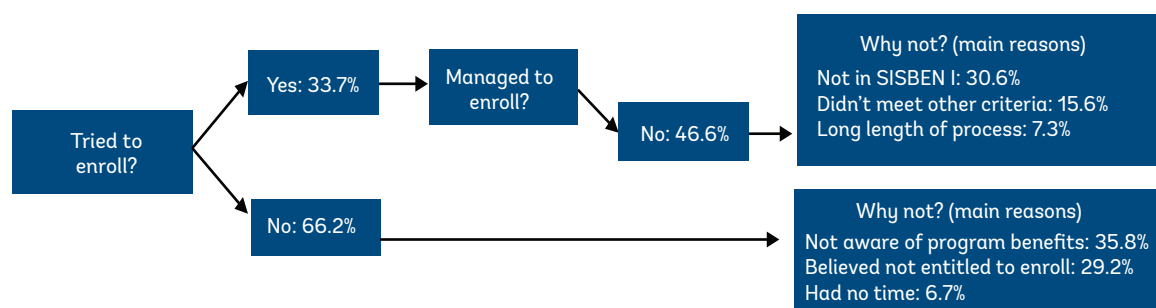 Tried to
enroll?
Yes: 33.7%
Managed to
enroll?
No: 46.6%
Why not? (main reasons)
Not in SISBEN I: 30.6%
Didn't meet other criteria: 15.6%
Long length of process: 7.3%
No: 66.2%
Why not? (main reasons)
Not aware of program benefits: 35.8%
Believed not entitled to enroll: 29.2%
Had no time: 6.7%